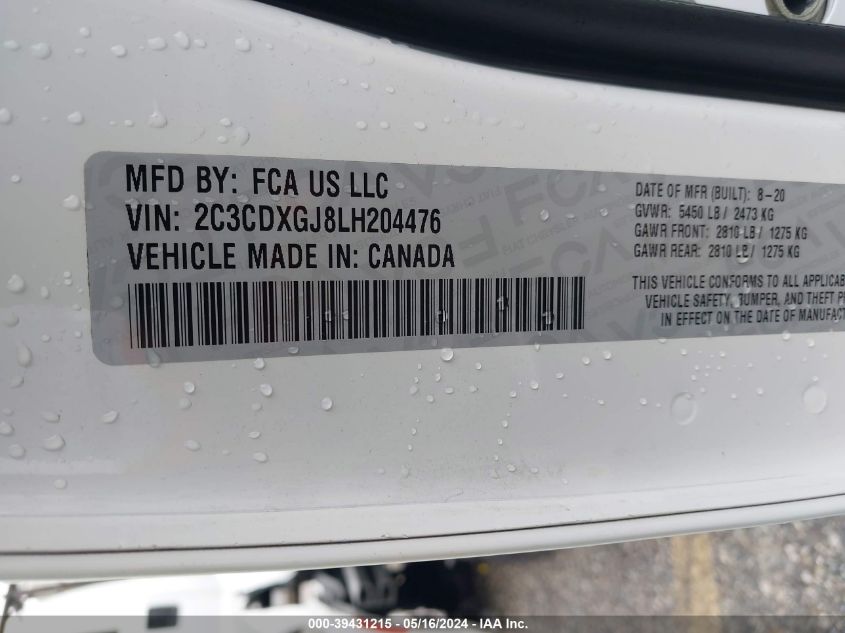 MFD BY: FCA US LLC
VIN: 2C3CDXGJ8LH204476
VEHICLE MADE IN: CANADA
DATE OF MFR (BUILT): 8-20
GVWR: 5450 LB / 2473 KG
GAWR FRONT: 2810 LB / 1275 KG
GAWR REAR: 2810 LB / 1275 KG
THIS VEHICLE CONFORMS TO ALL APPLICAB
VEHICLE SAFETY, BUMPER, AND THEFT P
IN EFFECT ON THE DATE OF MANUFACT
000-39431215 - 05/16/2024 - IAAI, Inc.